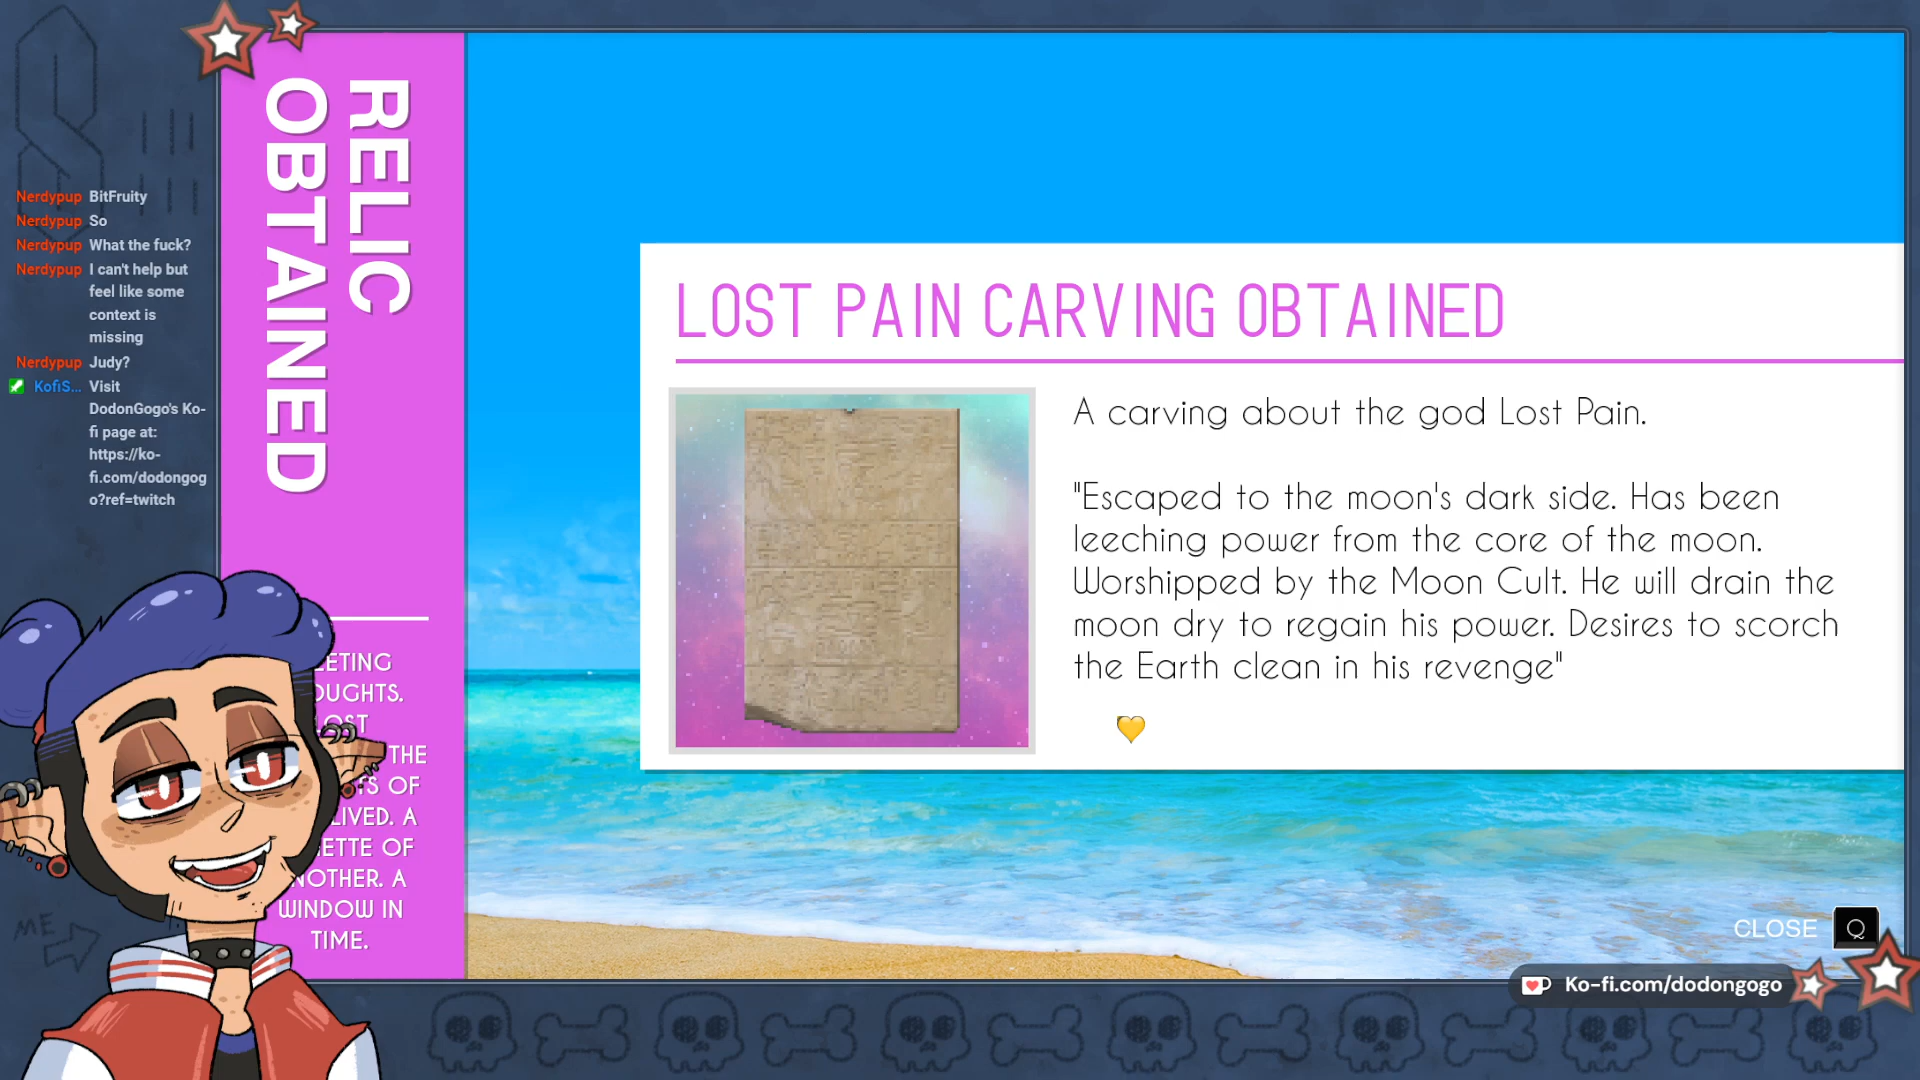 Nerdypup BitFruity
Nerdypup So
Nerdypup What the fuck?
Nerdypup I can't help but
feel like some
context is
missing
Nerdypup Judy?
KofiS... Visit
DodonGogo's Ko-
fi page at:
https://ko-
fi.com/dodongog
o?ref=twitch
RELIC
OBTAINED
THE
OF
LIVED. A
OF
A
WINDOW IN
TIME.
LOST PAIN CARVING OBTAINED
A carving about the god Lost Pain.
"Escaped to the moon's dark side. Has been
leeching power from the core of the moon.
Worshipped by the Moon Cult. He will drain the
moon dry to regain his power. Desires to scorch
the Earth clean in his revenge"
CLOSE Q
Ko-fi.com/dodongogo
ME